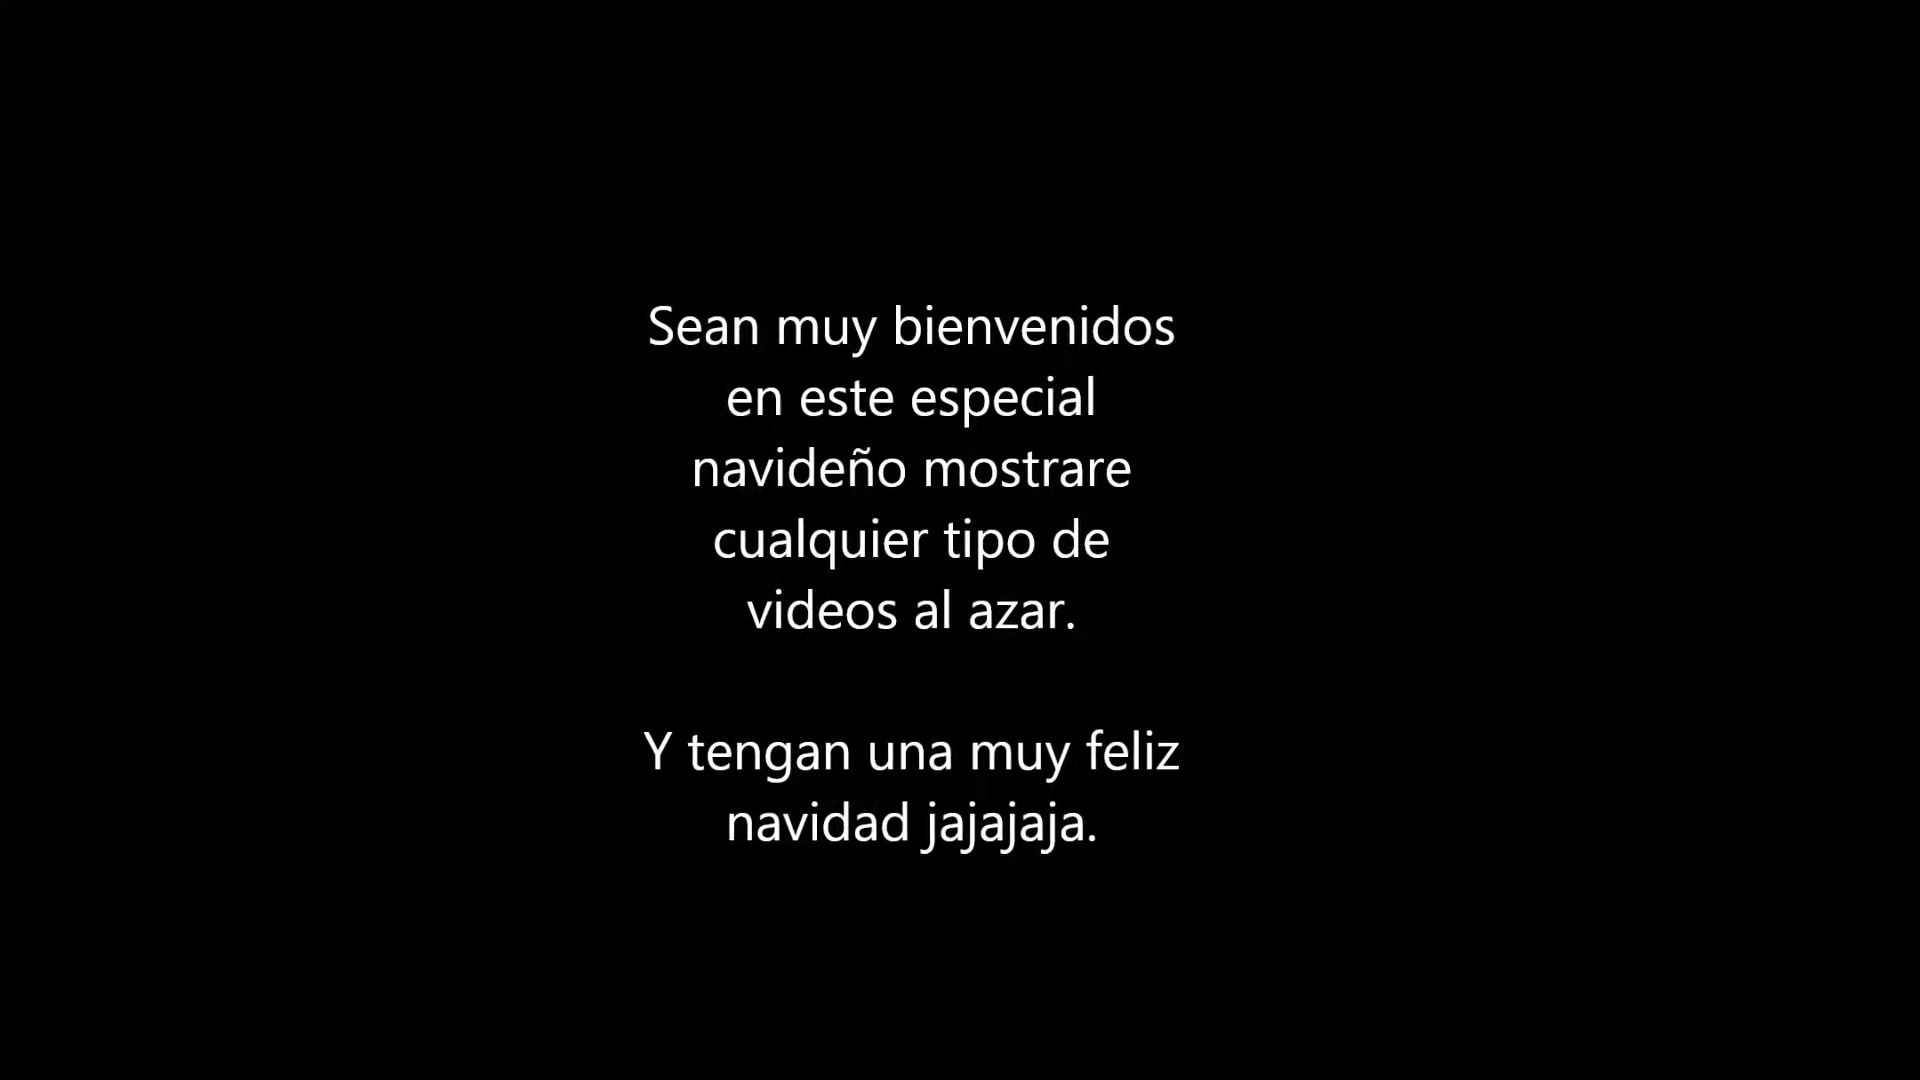 Sean muy bienvenidos
en este especial
navideño mostrare
cualquier tipo de
videos al azar.
Y tengan una muy feliz
navidad jajajaja.